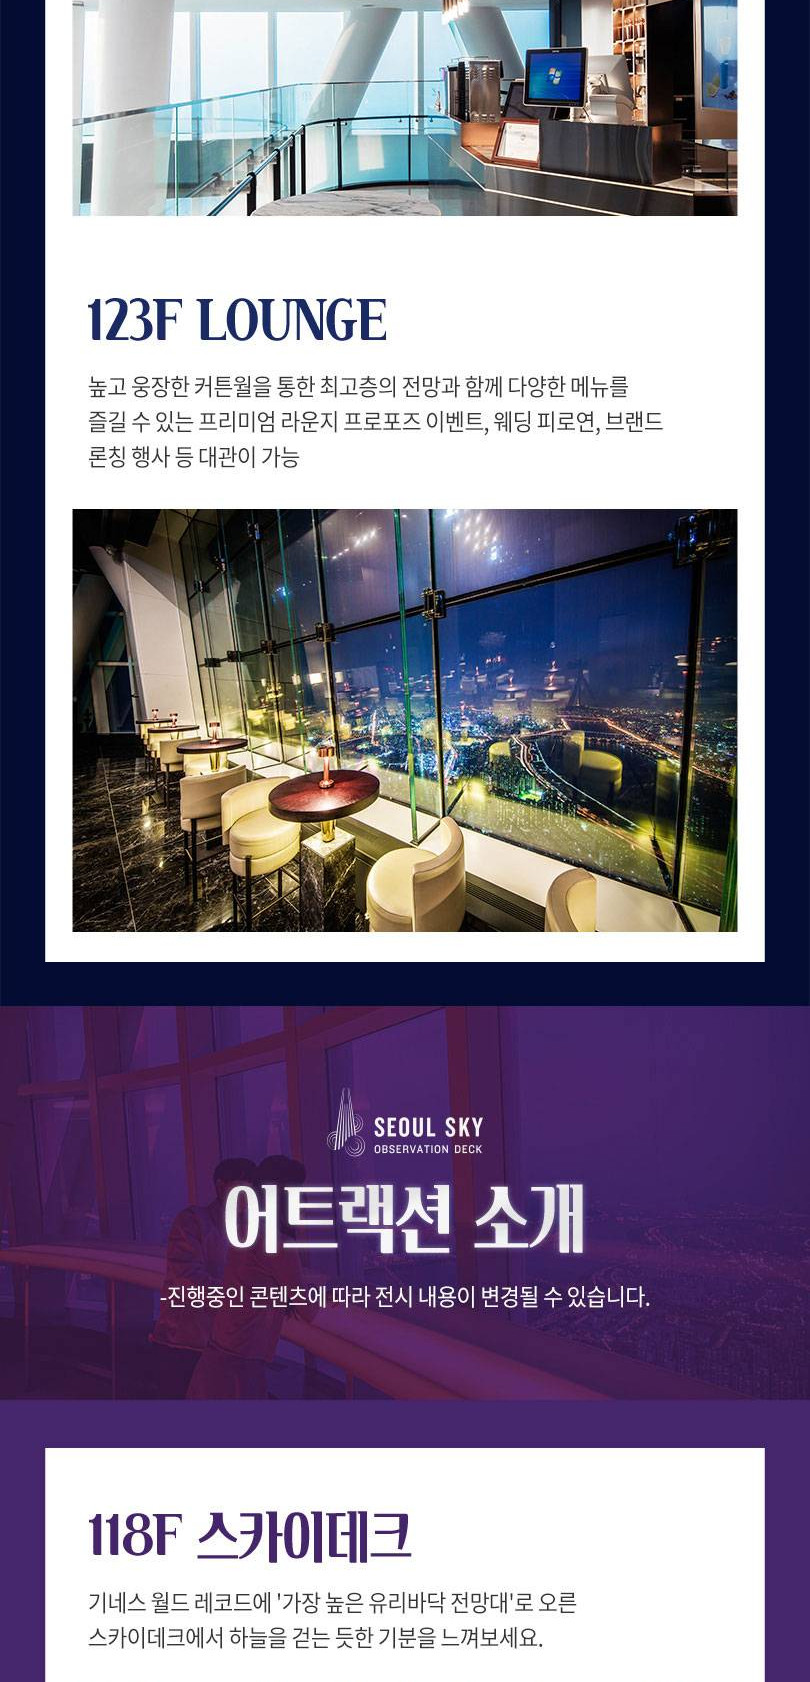 123F LOUNGE
높고 웅장한 커튼월을 통한 최고층의 전망과 함께 다양한 메뉴를
즐길 수 있는 프리미엄 라운지 프로포즈 이벤트, 웨딩 피로연, 브랜드
론칭 행사 등 대관이 가능
SEOUL SKY
OBSERVATION DECK
어트랙션 소개
-진행중인 콘텐츠에 따라 전시 내용이 변경될 수 있습니다.
118F 스카이데크
기네스 월드 레코드에 '가장 높은 유리바닥 전망대'로 오른
스카이데크에서 하늘을 걷는 듯한 기분을 느껴보세요.